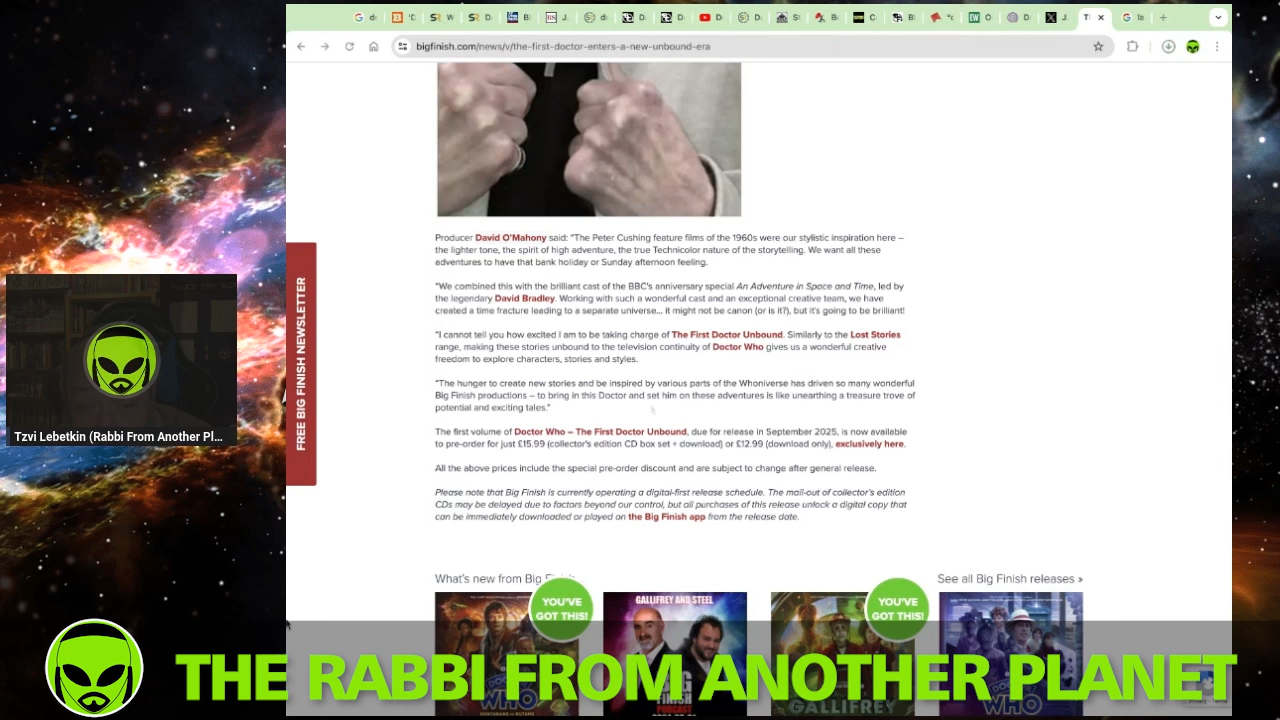 bigfinish.com/news/v/the-first-doctor-enters-a-new-unbound-era
Producer David O'Mahony said: "The Peter Cushing feature films of the 1960s were our stylistic inspiration here –
the lighter tone, the spirit of high adventure, the true Technicolor nature of the storytelling. We want all these
adventures to have that bank holiday or Sunday afternoon feeling.
"We combined this with the brilliant cast of the BBC's anniversary special An Adventure in Space and Time, led by
the legendary David Bradley. Working with such a wonderful cast and an exceptional creative team, we have
created a time fracture leading to a separate universe... it might not be canon (or is it?), but it's going to be brilliant!
"I cannot tell you how excited I am to be taking charge of The First Doctor Unbound. Similarly to the Lost Stories
range, making these stories unbound to the television continuity of Doctor Who gives us a wonderful creative
freedom to explore characters, stories and styles.
"The hunger to create new stories and be inspired by various parts of the Whoniverse has driven so many wonderful
Big Finish productions – to bring in this Doctor and set him on these adventures is like unearthing a treasure trove of
potential and exciting tales."
The first volume of Doctor Who – The First Doctor Unbound, due for release in September 2025, is now available
to pre-order for just £15.99 (collector's edition CD box set + download) or £12.99 (download only), exclusively here.
All the above prices include the special pre-order discount and are subject to change after general release.
Please note that Big Finish is currently operating a digital-first release schedule. The mail-out of collector's edition
CDs may be delayed due to factors beyond our control, but all purchases of this release unlock a digital copy that
can be immediately downloaded or played on the Big Finish app from the release date.
FREE BIG FINISH NEWSLETTER
Tzvi Lebetkin (Rabbi From Another Pl...
What's new from Big Finish
See all Big Finish releases »
YOU'VE
GOT THIS!
GALLIFREY AND STEEL
YOU'VE
GOT THIS!
THE RABBI FROM ANOTHER PLANET
WHO
FINISH
PODCAST
GALLIFREY
WHO